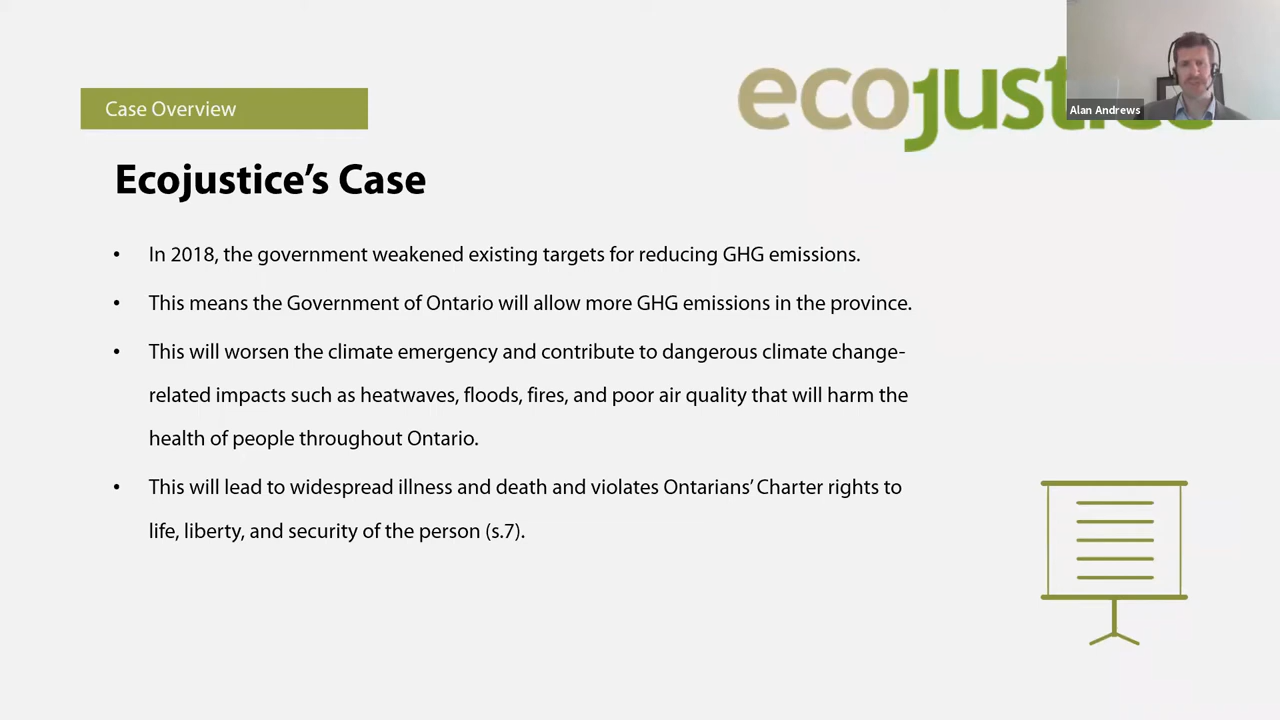 ecojust
Alan Andrews
Case Overview
Ecojustice’s Case
• In 2018, the government weakened existing targets for reducing GHG emissions.
• This means the Government of Ontario will allow more GHG emissions in the province.
• This will worsen the climate emergency and contribute to dangerous climate change-
related impacts such as heatwaves, floods, fires, and poor air quality that will harm the
health of people throughout Ontario.
• This will lead to widespread illness and death and violates Ontarians’ Charter rights to
life, liberty, and security of the person (s.7).